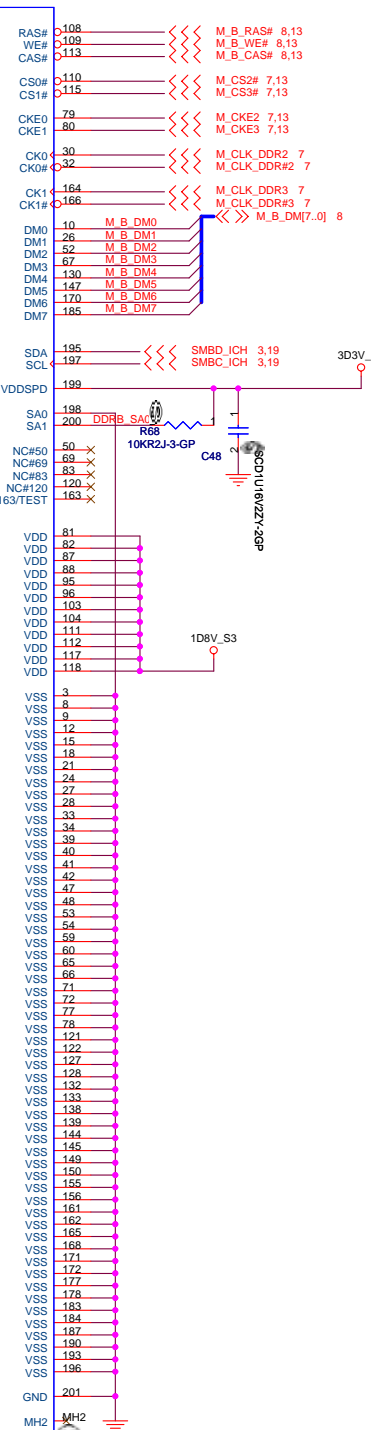 RAS# 108 M_B_RAS# 8,13
WE# 109 M_B_WE# 8,13
CAS# 113 M_B_CAS# 8,13
CS0# 110 M_CS2# 7,13
CS1# 115 M_CS3# 7,13
CKE0 79 M_CKE2 7,13
CKE1 80 M_CKE3 7,13
CK0 30 M_CLK_DDR2 7
CK0# 32 M_CLK_DDR#2 7
CK1 164 M_CLK_DDR3 7
CK1# 166 M_CLK_DDR#3 7
M_B_DM[7..0] 8
DM0 10 M_B_DM0
DM1 26 M_B_DM1
DM2 52 M_B_DM2
DM3 67 M_B_DM3
DM4 130 M_B_DM4
DM5 147 M_B_DM5
DM6 170 M_B_DM6
DM7 185 M_B_DM7
SDA 195 SMBD_ICH 3,19
SCL 197 SMBC_ICH 3,19
3D3V_
VDDSPD 199
SA0 198
SA1 200 DDRB_SA0 1
R68
10KR2J-3-GP
1
C48
2
SCD1U16V2ZY-2GP
NC#50 50
NC#69 69
NC#83 83
NC#120 120
163/TEST 163
VDD 81
VDD 82
VDD 87
VDD 88
VDD 95
VDD 96
VDD 103
VDD 104
VDD 111
VDD 112
VDD 117
VDD 118
1D8V_S3
VSS 3
VSS 8
VSS 9
VSS 12
VSS 15
VSS 18
VSS 21
VSS 24
VSS 27
VSS 28
VSS 33
VSS 34
VSS 39
VSS 40
VSS 41
VSS 42
VSS 47
VSS 48
VSS 53
VSS 54
VSS 59
VSS 60
VSS 65
VSS 66
VSS 71
VSS 72
VSS 77
VSS 78
VSS 121
VSS 122
VSS 127
VSS 128
VSS 132
VSS 133
VSS 138
VSS 139
VSS 144
VSS 145
VSS 149
VSS 150
VSS 155
VSS 156
VSS 161
VSS 162
VSS 165
VSS 168
VSS 171
VSS 172
VSS 177
VSS 178
VSS 183
VSS 184
VSS 187
VSS 190
VSS 193
VSS 196
GND 201
MH2 MH2